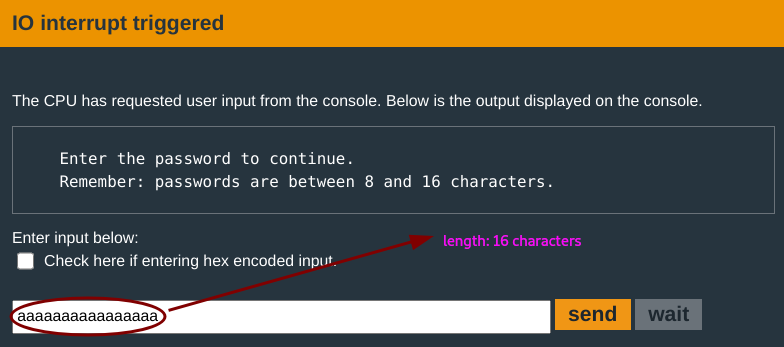 IO interrupt triggered
The CPU has requested user input from the console. Below is the output displayed on the console.
Enter the password to continue.
Remember: passwords are between 8 and 16 characters.
Enter input below:
length: 16 characters
Check here if entering hex encoded input.
aaaaaaaaaaaaaaaa
send
wait